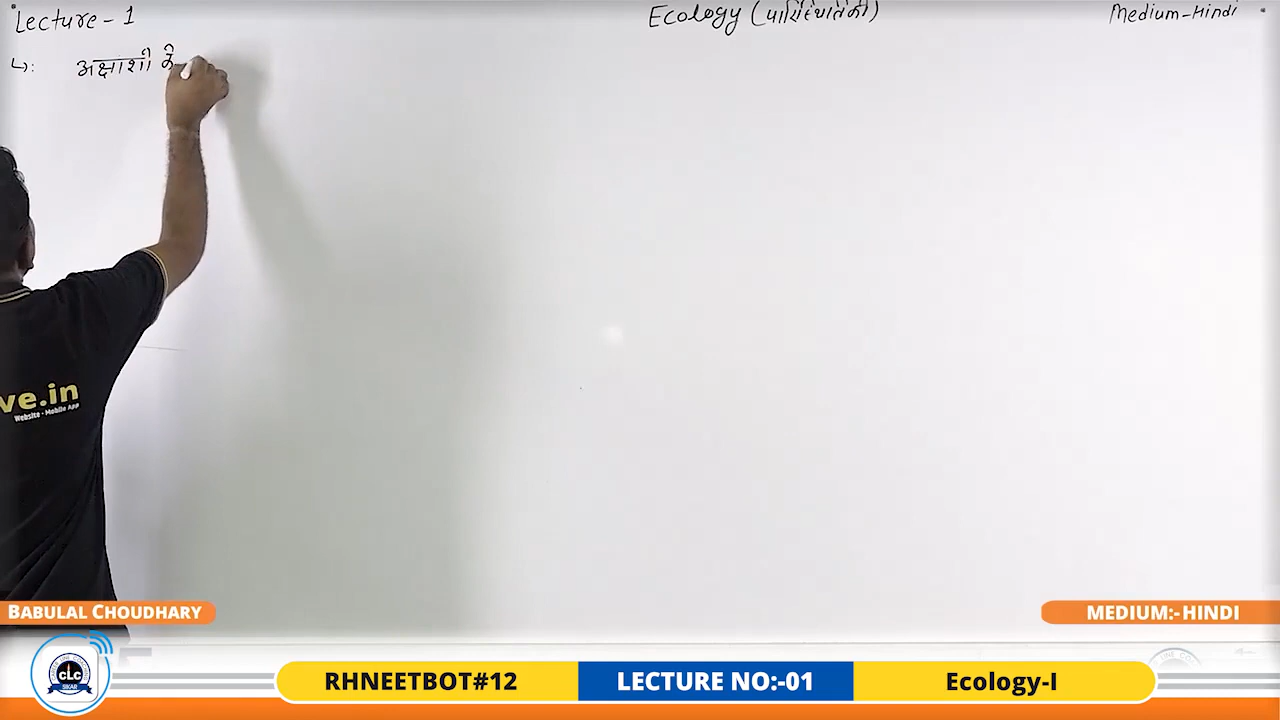 Lecture - 1
Ecology (पारिस्थितिकी)
Medium-Hindi
↳: अक्षांशों के
ve.in
Website - Mobile App
BABULAL CHOUDHARY
MEDIUM:- HINDI
CLC
SIKAR
RHNEETBOT#12
LECTURE NO:-01
Ecology-I